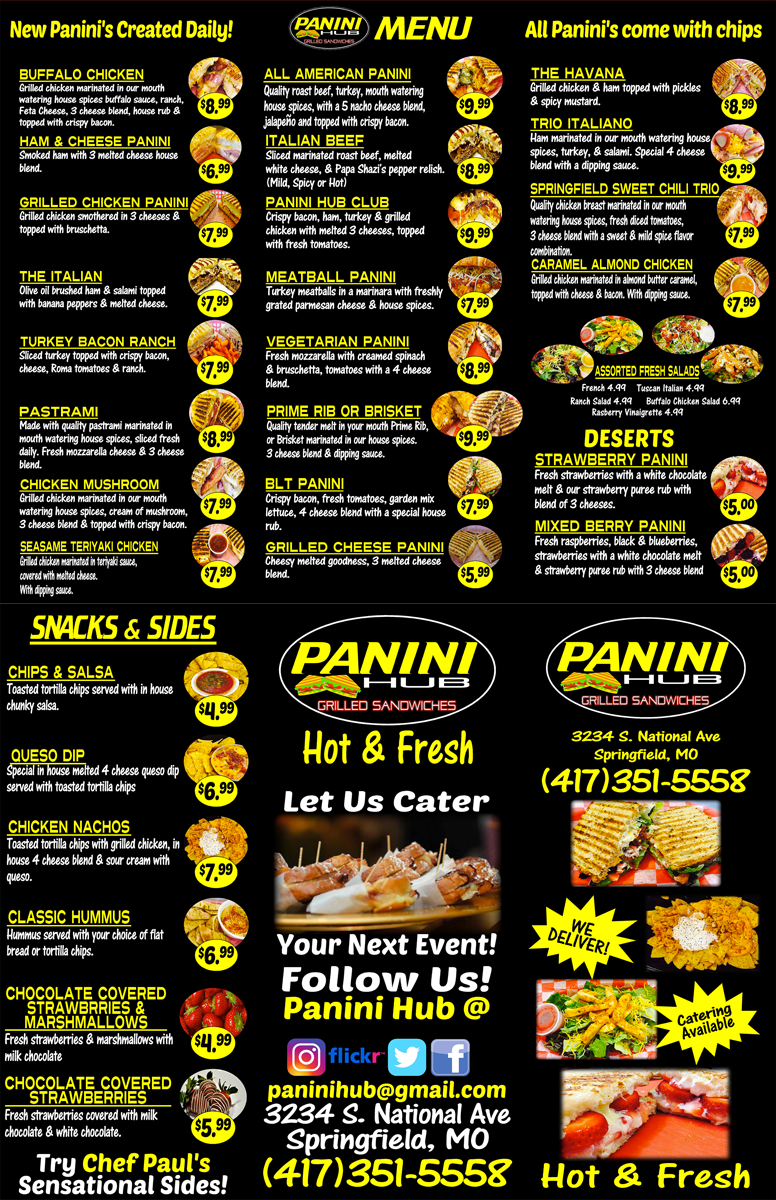 New Panini's Created Daily!
PANINI
HUB
GRILLED SANDWICHES
MENU
All Panini's come with chips
BUFFALO CHICKEN
Grilled chicken marinated in our mouth
watering house spices buffalo sauce, ranch,
Feta Cheese, 3 cheese blend, house rub &
topped with crispy bacon.
$8.99
HAM & CHEESE PANINI
Smoked ham with 3 melted cheese house
blend.
$6.99
GRILLED CHICKEN PANINI
Grilled chicken smothered in 3 cheeses &
topped with bruschetta.
$7.99
THE ITALIAN
Olive oil brushed ham & salami topped
with banana peppers & melted cheese.
$7.99
TURKEY BACON RANCH
Sliced turkey topped with crispy bacon,
cheese, Roma tomatoes & ranch.
$7.99
PASTRAMI
Made with quality pastrami marinated in
mouth watering house spices, sliced fresh
daily. Fresh mozzarella cheese & 3 cheese
blend.
$8.99
CHICKEN MUSHROOM
Grilled chicken marinated in our mouth
watering house spices, cream of mushroom,
3 cheese blend & topped with crispy bacon.
$7.99
SEASAME TERIYAKI CHICKEN
Grilled chicken marinated in teriyaki sauce,
covered with melted cheese.
With dipping sauce.
$7.99
ALL AMERICAN PANINI
Quality roast beef, turkey, mouth watering
house spices, with a 5 nacho cheese blend,
jalapeño and topped with crispy bacon.
$9.99
ITALIAN BEEF
Sliced marinated roast beef, melted
white cheese, & Papa Shazi's pepper relish.
(Mild, Spicy or Hot)
$8.99
PANINI HUB CLUB
Crispy bacon, ham, turkey & grilled
chicken with melted 3 cheeses, topped
with fresh tomatoes.
$9.99
MEATBALL PANINI
Turkey meatballs in a marinara with freshly
grated parmesan cheese & house spices.
$7.99
VEGETARIAN PANINI
Fresh mozzarella with creamed spinach
& bruschetta, tomatoes with a 4 cheese
blend.
$8.99
PRIME RIB OR BRISKET
Quality tender melt in your mouth Prime Rib,
or Brisket marinated in our house spices.
3 cheese blend & dipping sauce.
$9.99
BLT PANINI
Crispy bacon, fresh tomatoes, garden mix
lettuce, 4 cheese blend with a special house
rub.
$7.99
GRILLED CHEESE PANINI
Cheesy melted goodness, 3 melted cheese
blend.
$5.99
THE HAVANA
Grilled chicken & ham topped with pickles
& spicy mustard.
$8.99
TRIO ITALIANO
Ham marinated in our mouth watering house
spices, turkey, & salami. Special 4 cheese
blend with a dipping sauce.
$9.99
SPRINGFIELD SWEET CHILI TRIO
Quality chicken breast marinated in our mouth
watering house spices, fresh diced tomatoes,
3 cheese blend with a sweet & mild spice flavor
combination.
$7.99
CARAMEL ALMOND CHICKEN
Grilled chicken marinated in almond butter caramel,
topped with cheese & bacon. With dipping sauce.
$7.99
ASSORTED FRESH SALADS
French 4.99 Tuscan Italian 4.99
Ranch Salad 4.99 Buffalo Chicken Salad 6.99
Rasberry Vinaigrette 4.99
DESERTS
STRAWBERRY PANINI
Fresh strawberries with a white chocolate
melt & our strawberry puree rub with
blend of 3 cheeses.
$5.00
MIXED BERRY PANINI
Fresh raspberries, black & blueberries,
strawberries with a white chocolate melt
& strawberry puree rub with 3 cheese blend
$5.00
SNACKS & SIDES
CHIPS & SALSA
Toasted tortilla chips served with in house
chunky salsa.
$4.99
QUESO DIP
Special in house melted 4 cheese queso dip
served with toasted tortilla chips
$6.99
CHICKEN NACHOS
Toasted tortilla chips with grilled chicken, in
house 4 cheese blend & sour cream with
queso.
$7.99
CLASSIC HUMMUS
Hummus served with your choice of flat
bread or tortilla chips.
$6.99
CHOCOLATE COVERED
STRAWBRRIES &
MARSHMALLOWS
Fresh strawberries & marshmallows with
milk chocolate
$4.99
CHOCOLATE COVERED
STRAWBERRIES
Fresh strawberries covered with milk
chocolate & white chocolate.
$5.99
Try Chef Paul's
Sensational Sides!
PANINI
HUB
GRILLED SANDWICHES
Hot & Fresh
Let Us Cater
Your Next Event!
Follow Us!
Panini Hub @
flickr
paninihub@gmail.com
3234 S. National Ave
Springfield, MO
(417)351-5558
PANINI
HUB
GRILLED SANDWICHES
3234 S. National Ave
Springfield, MO
(417)351-5558
WE
DELIVER!
Catering
Available
Hot & Fresh